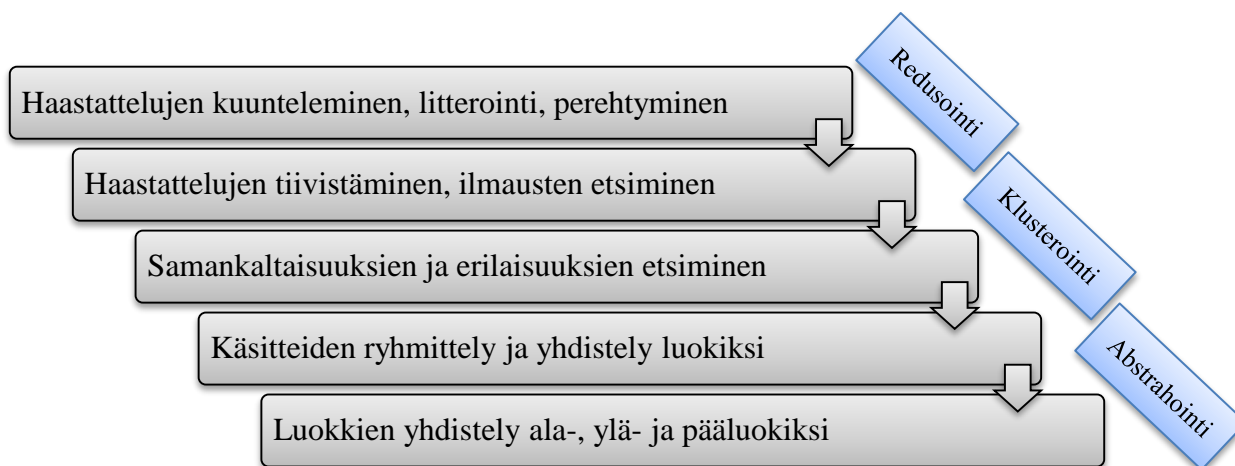 Haastattelujen kuunteleminen, litterointi, perehtyminen
Haastattelujen tiivistäminen, ilmausten etsiminen
Samankaltaisuuksien ja erilaisuuksien etsiminen
Käsitteiden ryhmittely ja yhdistely luokiksi
Luokkien yhdistely ala-, ylä- ja pääluokiksi
Redusointi
Klusterointi
Abstrahointi